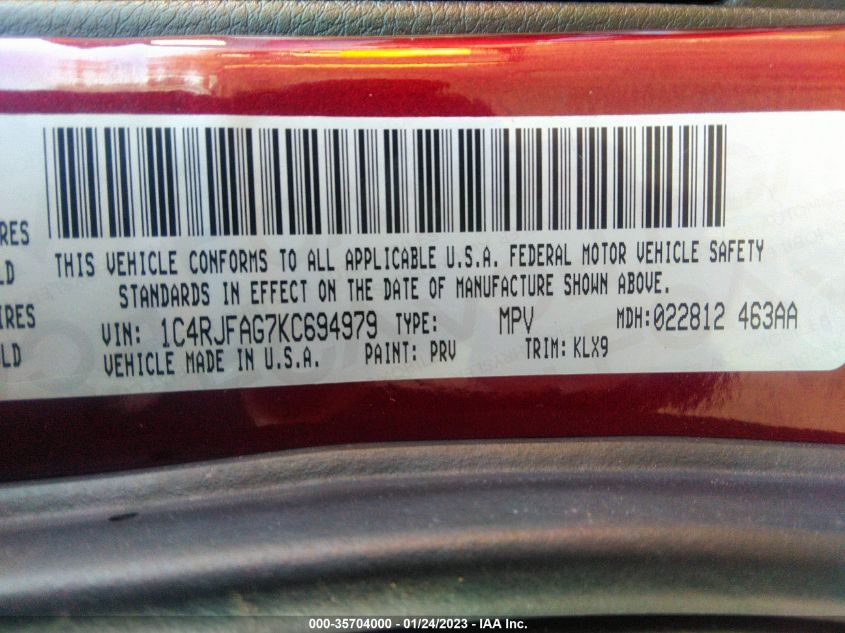 THIS VEHICLE CONFORMS TO ALL APPLICABLE U.S.A. FEDERAL MOTOR VEHICLE SAFETY
RES
LD
STANDARDS IN EFFECT ON THE DATE OF MANUFACTURE SHOWN ABOVE.
IRES
VIN: 1C4RJFAG7KC694979 TYPE: MPV MDH:022812 463AA
OLD
VEHICLE MADE IN U.S.A. PAINT: PRV TRIM: KLX9
000-35704000 - 01/24/2023 - IAA Inc.